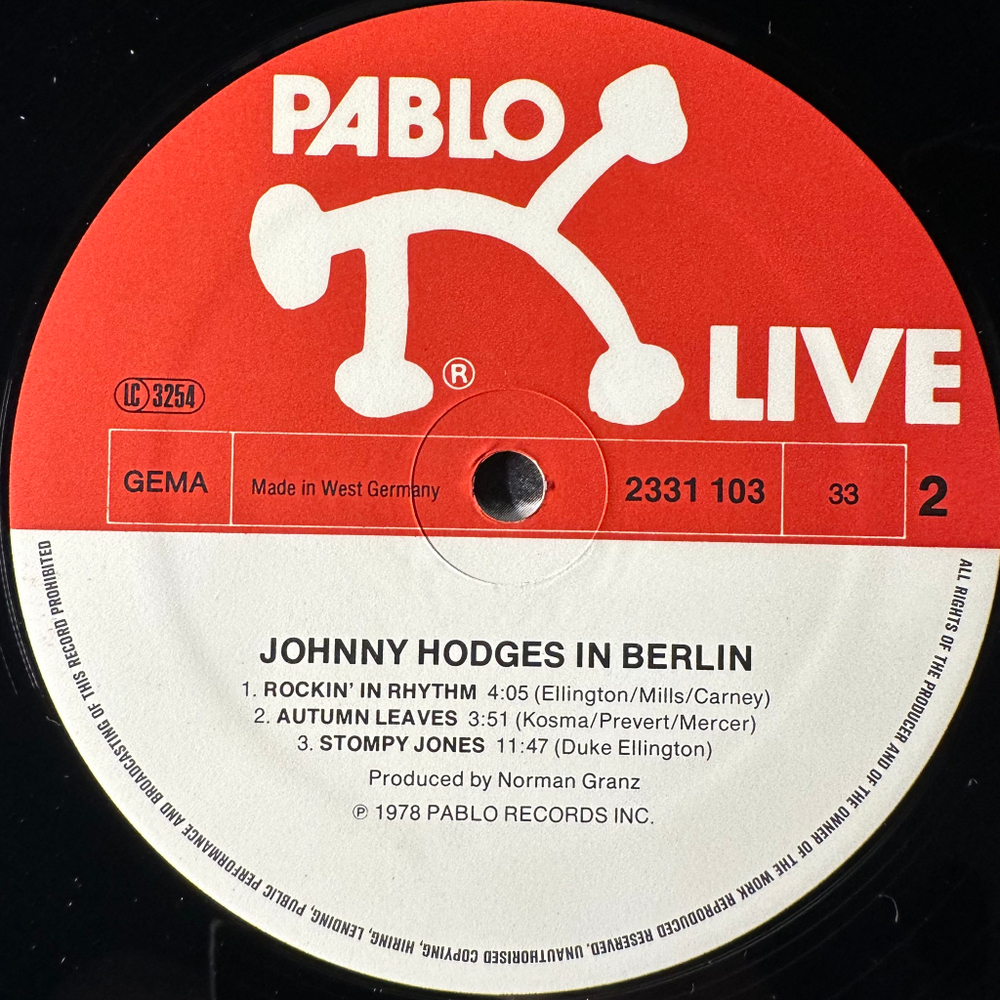 PABLO
LIVE
®
LC 3254
GEMA
Made in West Germany
2331 103
33
2
JOHNNY HODGES IN BERLIN
1. ROCKIN' IN RHYTHM 4:05 (Ellington/Mills/Carney)
2. AUTUMN LEAVES 3:51 (Kosma/Prevert/Mercer)
3. STOMPY JONES 11:47 (Duke Ellington)
Produced by Norman Granz
℗ 1978 PABLO RECORDS INC.
ALL RIGHTS OF THE PRODUCER AND OF THE OWNER OF THE WORK REPRODUCED RESERVED. UNAUTHORISED COPYING, HIRING, LENDING, PUBLIC PERFORMANCE AND BROADCASTING OF THIS RECORD PROHIBITED